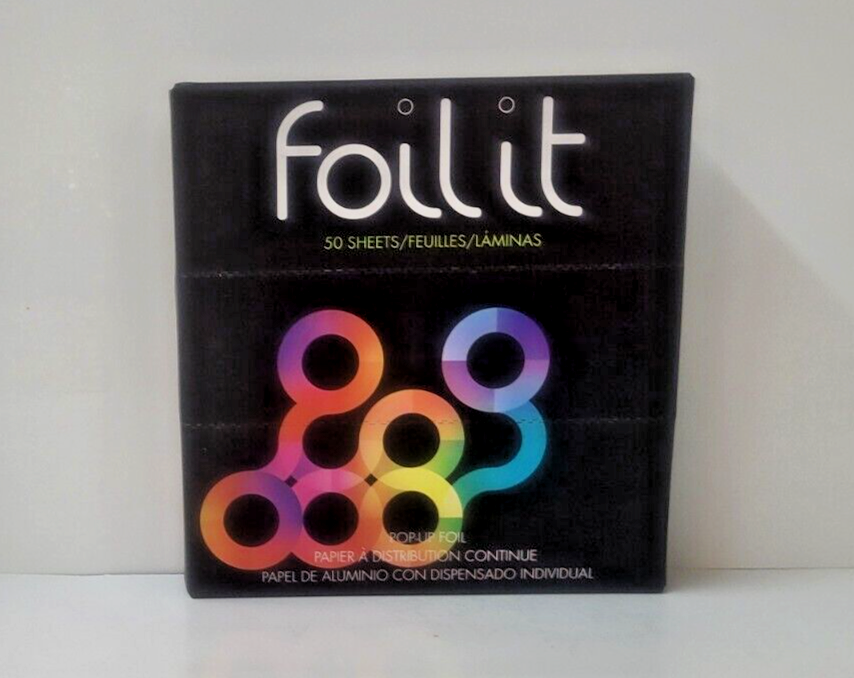 foil it
50 SHEETS/FEUILLES/LÁMINAS
POP-UP FOIL
PAPIER À DISTRIBUTION CONTINUE
PAPEL DE ALUMINIO CON DISPENSADO INDIVIDUAL